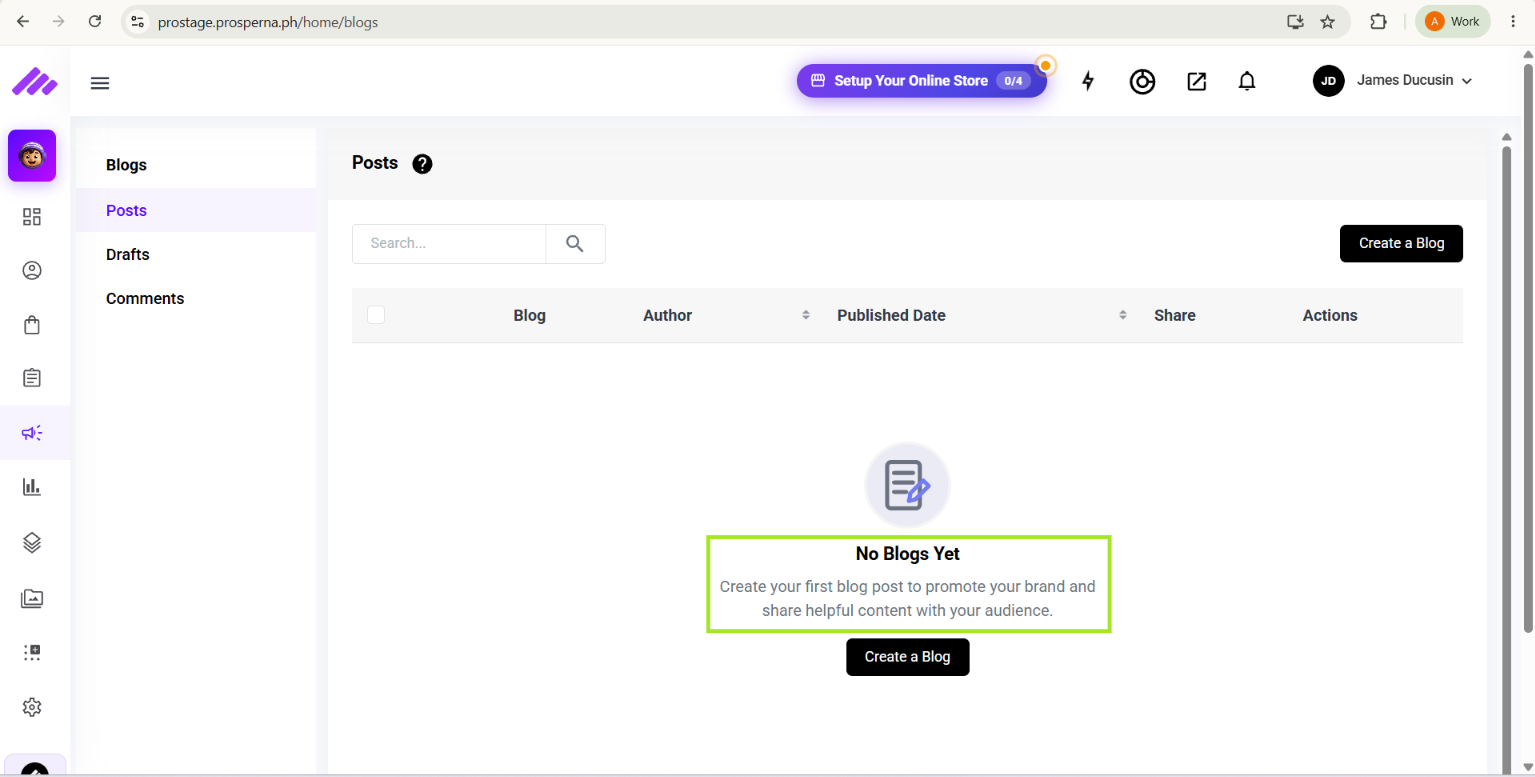 prostage.prosperna.ph/home/blogs
A Work
Setup Your Online Store 0/4
JD James Ducusin
Blogs
Posts
Drafts
Comments
Posts ?
Search...
Create a Blog
Blog Author Published Date Share Actions
No Blogs Yet
Create your first blog post to promote your brand and
share helpful content with your audience.
Create a Blog